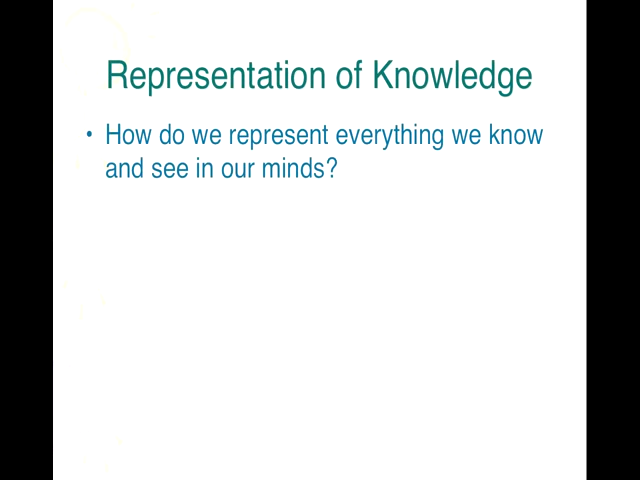 Representation of Knowledge
• How do we represent everything we know
and see in our minds?